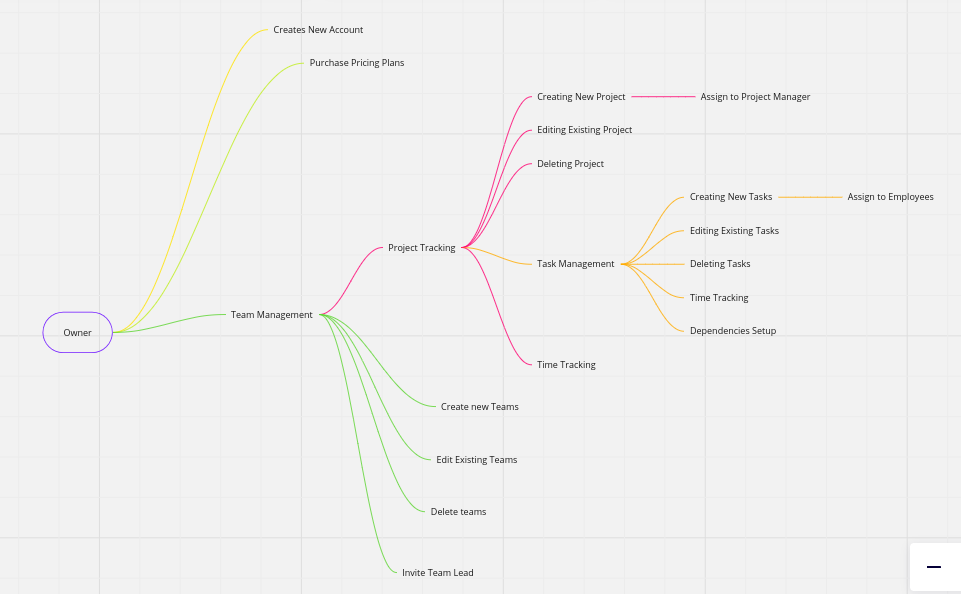 Creates New Account
Purchase Pricing Plans
Creating New Project
Assign to Project Manager
Editing Existing Project
Deleting Project
Creating New Tasks
Assign to Employees
Editing Existing Tasks
Project Tracking
Task Management
Deleting Tasks
Time Tracking
Team Management
Owner
Dependencies Setup
Time Tracking
Create new Teams
Edit Existing Teams
Delete teams
Invite Team Lead